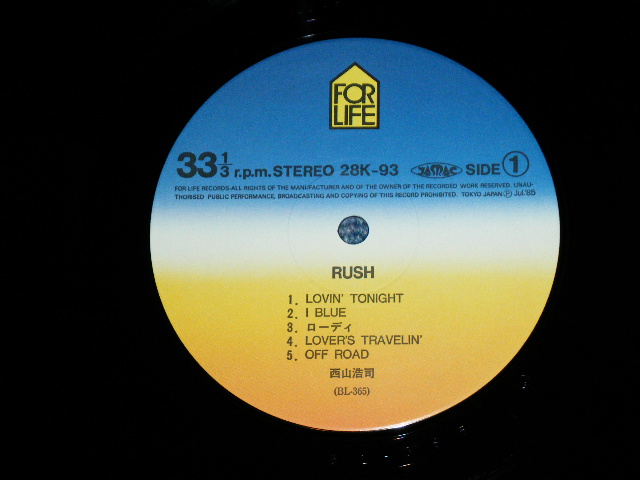 FOR
LIFE
33 1/3 r.p.m. STEREO 28K-93 JASRAC SIDE 1
FOR LIFE RECORDS·ALL RIGHTS OF THE MANUFACTURER AND OF THE OWNER OF THE RECORDED WORK RESERVED. UNAU-
THORISED PUBLIC PERFORMANCE, BROADCASTING AND COPYING OF THIS RECORD PROHIBITED. TOKYO JAPAN Ⓟ Jul.'85
RUSH
1. LOVIN' TONIGHT
2. I BLUE
3. ローディ
4. LOVER'S TRAVELIN'
5. OFF ROAD
西山浩司
(BL-365)